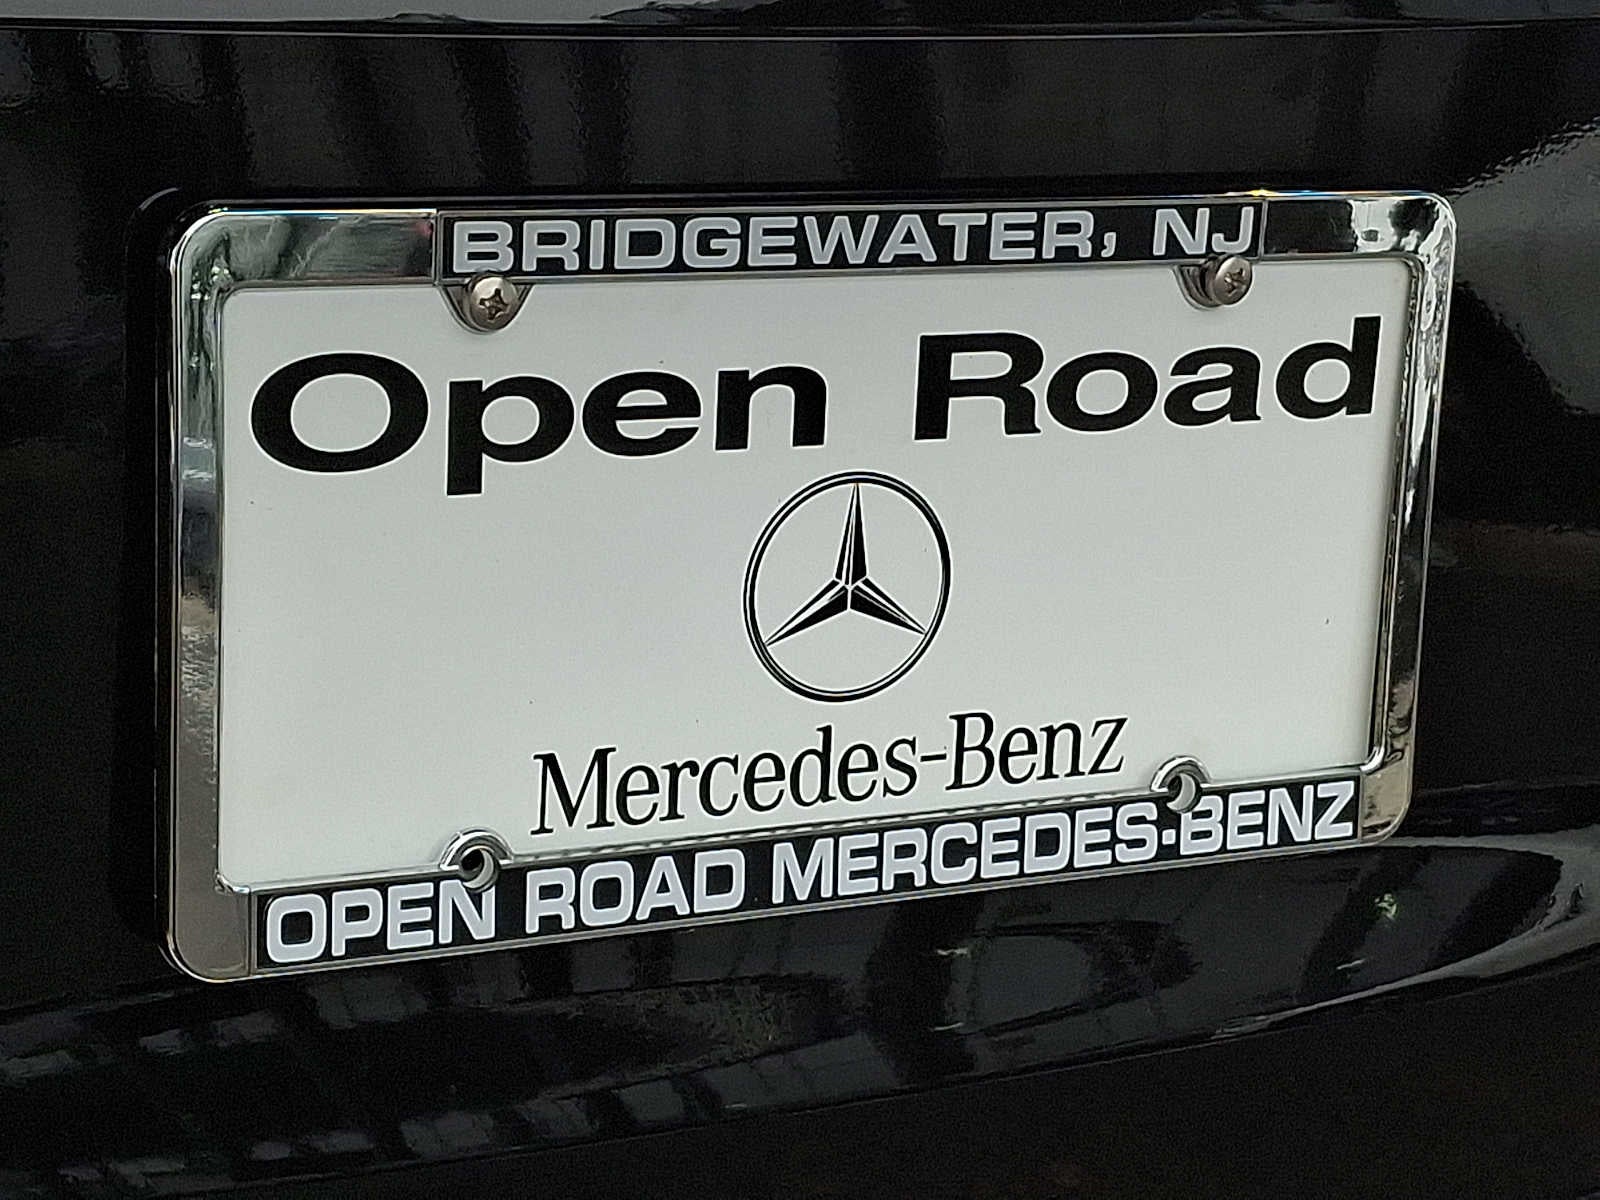 BRIDGEWATER, NJ
Open Road
Mercedes-Benz
OPEN ROAD MERCEDES-BENZ